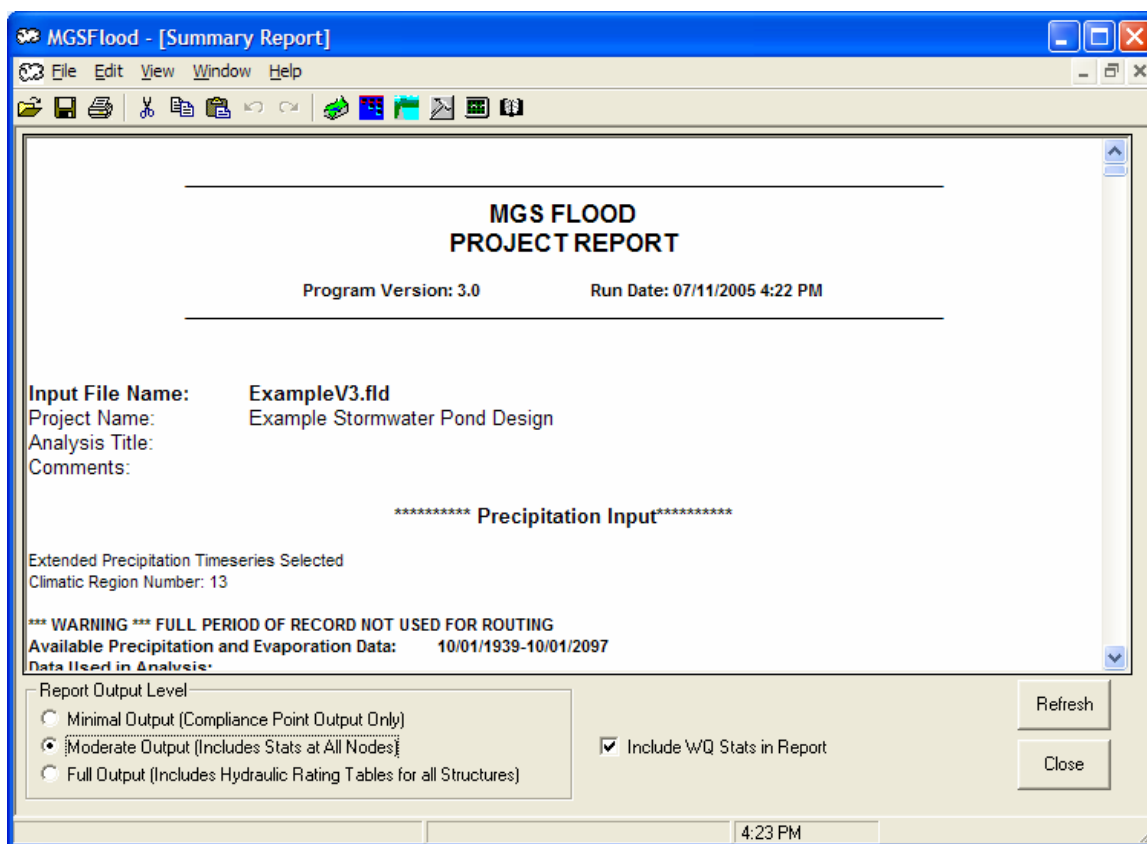 MGSFlood - [Summary Report]
File Edit View Window Help
MGS FLOOD
PROJECT REPORT
Program Version: 3.0 Run Date: 07/11/2005 4:22 PM
Input File Name: ExampleV3.fld
Project Name: Example Stormwater Pond Design
Analysis Title:
Comments:
********** Precipitation Input**********
Extended Precipitation Timeseries Selected
Climatic Region Number: 13
*** WARNING *** FULL PERIOD OF RECORD NOT USED FOR ROUTING
Available Precipitation and Evaporation Data: 10/01/1939-10/01/2097
Data Used in Analysis:
Report Output Level
Minimal Output (Compliance Point Output Only)
Moderate Output (Includes Stats at All Nodes)
Full Output (Includes Hydraulic Rating Tables for all Structures)
Include WQ Stats in Report
Refresh
Close
4:23 PM